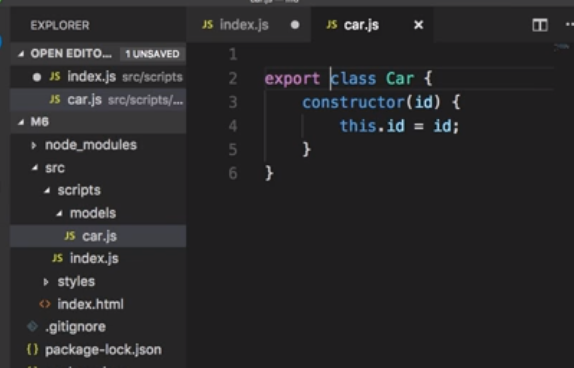 EXPLORER
OPEN EDITO... 1 UNSAVED
JS index.js src/scripts
JS car.js src/scripts/...
M6
node_modules
src
scripts
models
JS car.js
JS index.js
styles
<> index.html
.gitignore
{} package-lock.json
JS index.js
JS car.js
1
2 export class Car {
3 constructor(id) {
4 this.id = id;
5 }
6 }